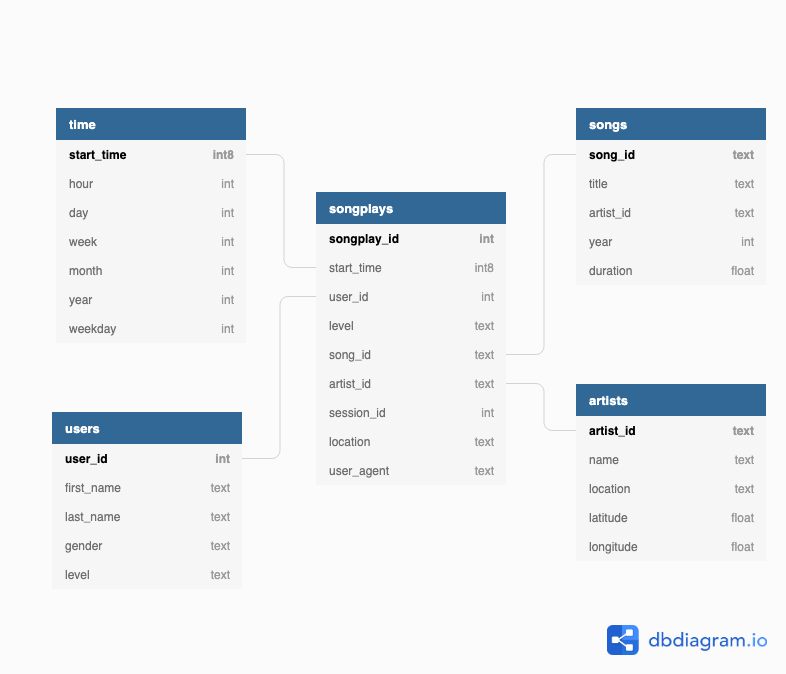 time
start_time int8
hour int
day int
week int
month int
year int
weekday int
users
user_id int
first_name text
last_name text
gender text
level text
songplays
songplay_id int
start_time int8
user_id int
level text
song_id text
artist_id text
session_id int
location text
user_agent text
songs
song_id text
title text
artist_id text
year int
duration float
artists
artist_id text
name text
location text
latitude float
longitude float
dbdiagram.io